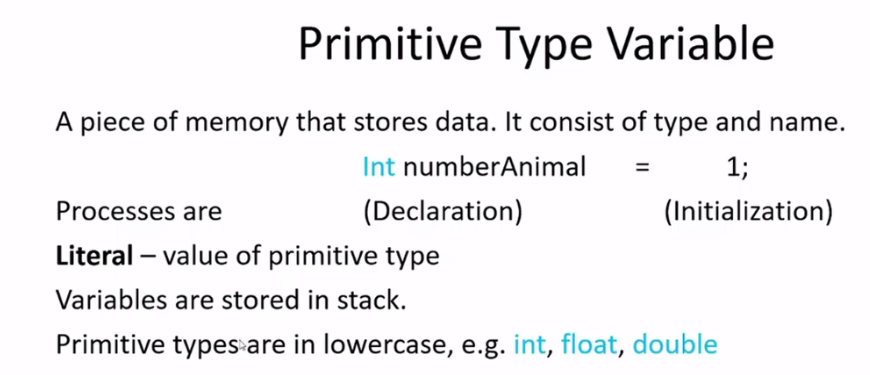 Primitive Type Variable
A piece of memory that stores data. It consist of type and name.
Int numberAnimal = 1;
Processes are (Declaration) (Initialization)
Literal – value of primitive type
Variables are stored in stack.
Primitive types are in lowercase, e.g. int, float, double